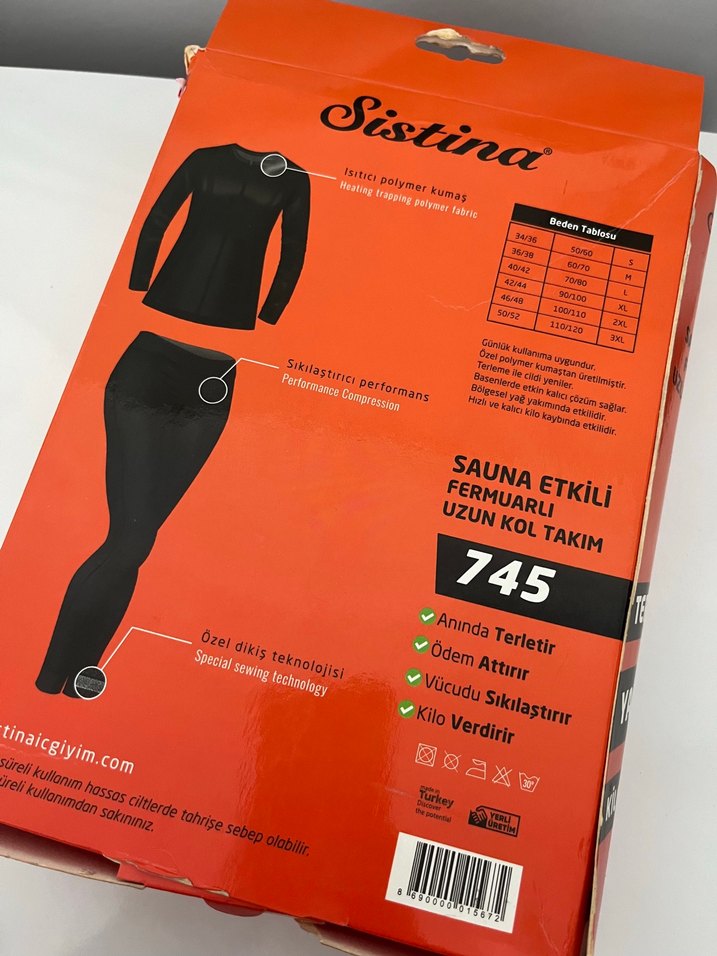 Sistina®
Isıtıcı polymer kumaş
Heating trapping polymer fabric
Beden Tablosu
34/36 50/60 S
36/38 60/70 M
40/42 70/80 L
42/44 90/100 XL
46/48 100/110 2XL
50/52 110/120 3XL
Günlük kullanıma uygundur.
Özel polymer kumaştan üretilmiştir.
Terleme ile cildi yeniler.
Basenlerde etkin kalıcı çözüm sağlar.
Bölgesel yağ yakımında etkilidir.
Hızlı ve kalıcı kilo kaybında etkilidir.
Sıkılaştırıcı performans
Performance Compression
SAUNA ETKİLİ
FERMUARLI
UZUN KOL TAKIM
745
Anında Terletir
Ödem Attırır
Vücudu Sıkılaştırır
Kilo Verdirir
Özel dikiş teknolojisi
Special sewing technology
30°
made in
Turkey
Discover
the potential
YERLİ
ÜRETİM
tinaicgiyim.com
süreli kullanım hassas ciltlerde tahrişe sebep olabilir.
süreli kullanımdan sakınınız.
8 690000 015672